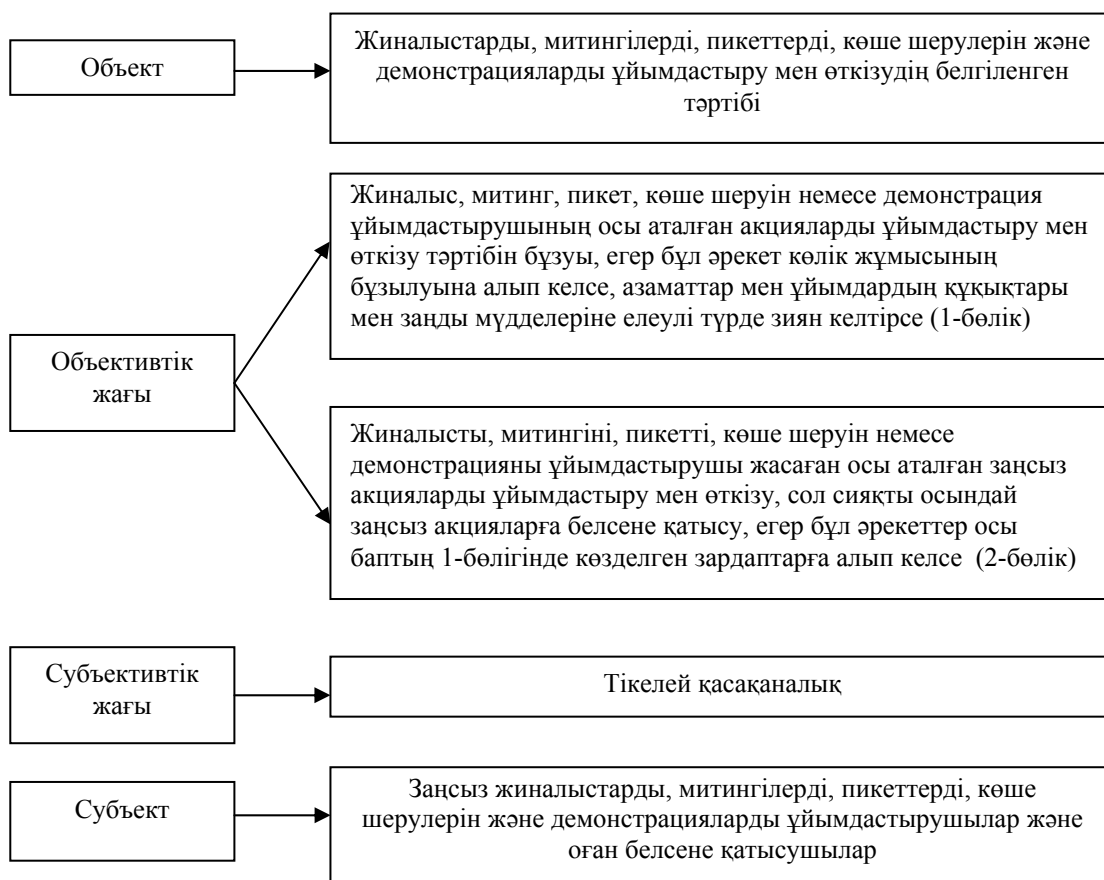 Объект
Жиналыстарды, митингілерді, пикеттерді, көше шерулерін және
демонстрацияларды ұйымдастыру мен өткізудің белгіленген
тәртібі
Объективтік
жағы
Жиналыс, митинг, пикет, көше шеруін немесе демонстрация
ұйымдастырушының осы аталған акцияларды ұйымдастыру мен
өткізу тәртібін бұзуы, егер бұл әрекет көлік жұмысының
бұзылуына алып келсе, азаматтар мен ұйымдардың құқықтары
мен заңды мүдделеріне елеулі түрде зиян келтірсе (1-бөлік)
Жиналысты, митингіні, пикетті, көше шеруін немесе
демонстрацияны ұйымдастырушы жасаған осы аталған заңсыз
акцияларды ұйымдастыру мен өткізу, сол сияқты осындай
заңсыз акцияларға белсене қатысу, егер бұл әрекеттер осы
баптың 1-бөлігінде көзделген зардаптарға алып келсе (2-бөлік)
Субъективтік
жағы
Тікелей қасақаналық
Субъект
Заңсыз жиналыстарды, митингілерді, пикеттерді, көше
шерулерін және демонстрацияларды ұйымдастырушылар және
оған белсене қатысушылар